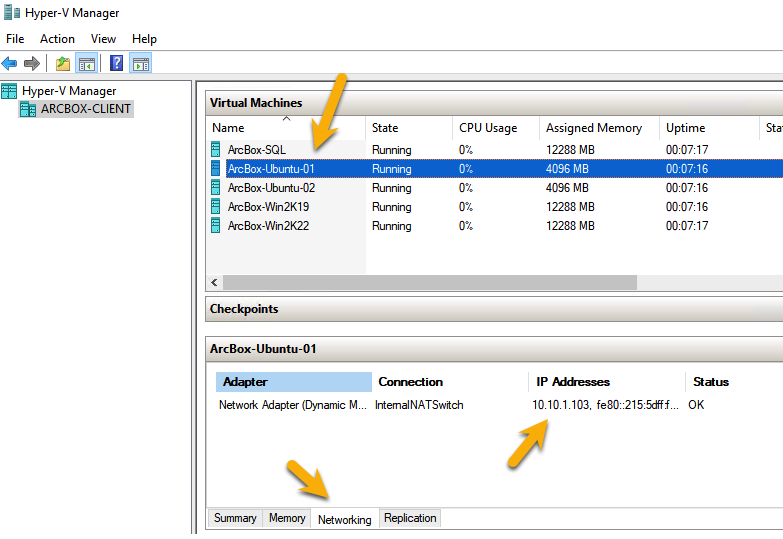 Hyper-V Manager
File Action View Help
Hyper-V Manager
ARCBOX-CLIENT
Virtual Machines
Name State CPU Usage Assigned Memory Uptime Sta
ArcBox-SQL Running 0% 12288 MB 00:07:17
ArcBox-Ubuntu-01 Running 0% 4096 MB 00:07:16
ArcBox-Ubuntu-02 Running 0% 4096 MB 00:07:16
ArcBox-Win2K19 Running 0% 12288 MB 00:07:16
ArcBox-Win2K22 Running 0% 12288 MB 00:07:17
Checkpoints
ArcBox-Ubuntu-01
Adapter Connection IP Addresses Status
Network Adapter (Dynamic M... InternalNATSwitch 10.10.1.103, fe80::215:5dff:f... OK
Summary Memory Networking Replication